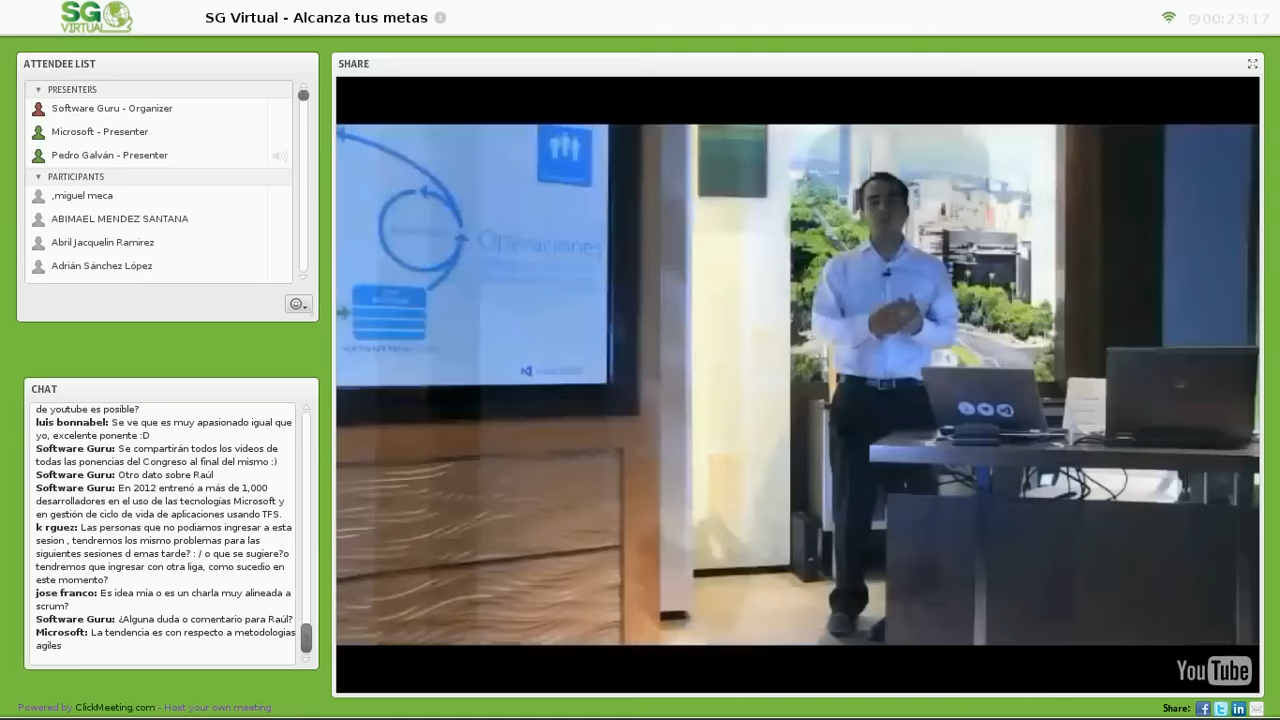 SG VIRTUAL
SG Virtual - Alcanza tus metas
00:23:17
ATTENDEE LIST
PRESENTERS
Software Guru - Organizer
Microsoft - Presenter
Pedro Galván - Presenter
PARTICIPANTS
,miguel meca
ABIMAEL MENDEZ SANTANA
Abril Jacquelin Ramirez
Adrián Sánchez López
SHARE
Operaciones
CHAT
de youtube es posible?
luis bonnabel: Se ve que es muy apasionado igual que
yo, excelente ponente :D
Software Guru: Se compartirán todos los videos de
todas las ponencias del Congreso al final del mismo :)
Software Guru: Otro dato sobre Raúl
Software Guru: En 2012 entrenó a más de 1,000
desarrolladores en el uso de las tecnologías Microsoft y
en gestión de ciclo de vida de aplicaciones usando TFS.
k rguez: Las personas que no podiamos ingresar a esta
sesion , tendremos los mismo problemas para las
siguientes sesiones d emas tarde? : / o que se sugiere?o
tendremos que ingresar con otra liga, como sucedio en
este momento?
jose franco: Es idea mia o es un charla muy alineada a
scrum?
Software Guru: ¿Alguna duda o comentario para Raúl?
Microsoft: La tendencia es con respecto a metodologias
agiles
YouTube
Powered by ClickMeeting.com - Host your own meeting
Share: